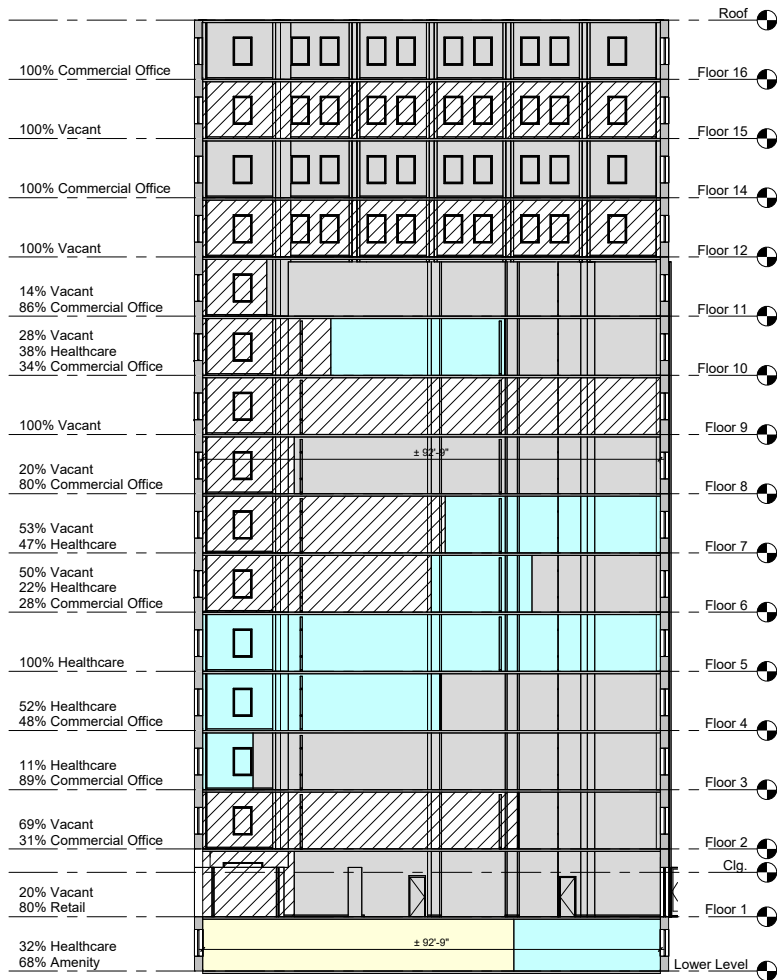 Roof
100% Commercial Office
Floor 16
100% Vacant
Floor 15
100% Commercial Office
Floor 14
100% Vacant
Floor 12
14% Vacant
86% Commercial Office
Floor 11
28% Vacant
38% Healthcare
34% Commercial Office
Floor 10
100% Vacant
Floor 9
± 92'-9"
20% Vacant
80% Commercial Office
Floor 8
53% Vacant
47% Healthcare
Floor 7
50% Vacant
22% Healthcare
28% Commercial Office
Floor 6
100% Healthcare
Floor 5
52% Healthcare
48% Commercial Office
Floor 4
11% Healthcare
89% Commercial Office
Floor 3
69% Vacant
31% Commercial Office
Floor 2
Clg.
20% Vacant
80% Retail
Floor 1
± 92'-9"
32% Healthcare
68% Amenity
Lower Level